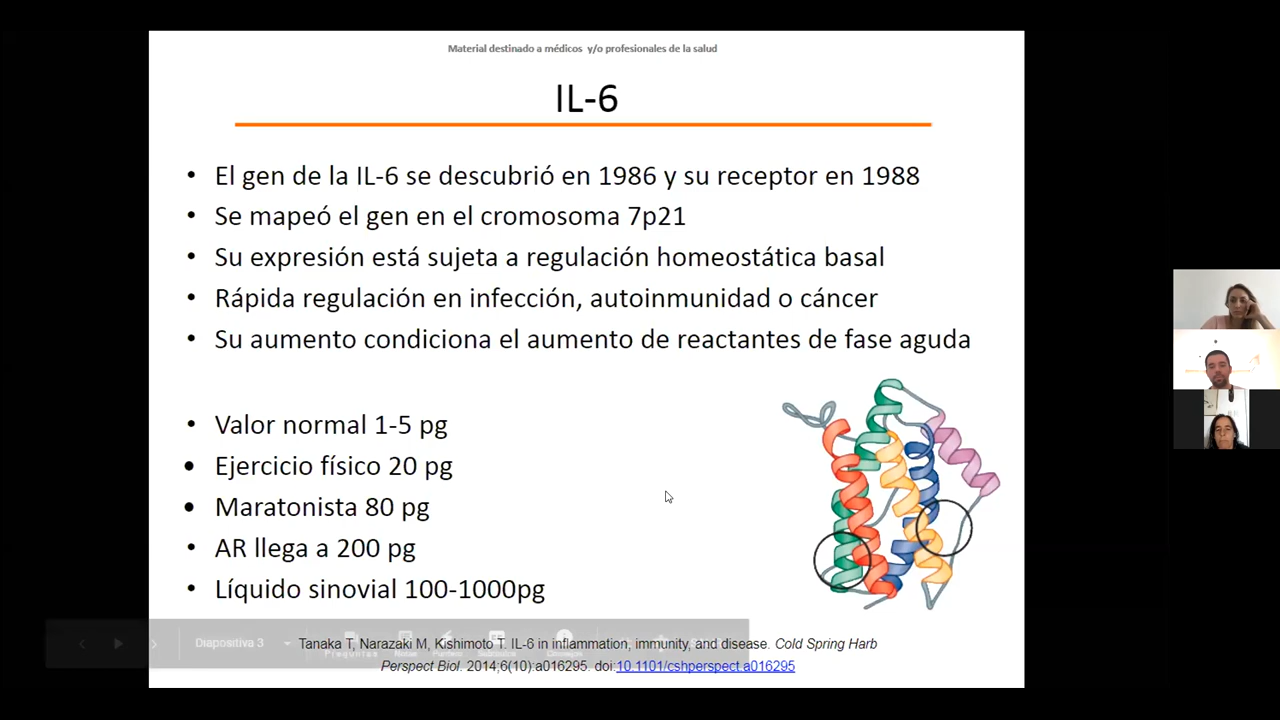 Material destinado a médicos y/o profesionales de la salud
IL-6
• El gen de la IL-6 se descubrió en 1986 y su receptor en 1988
• Se mapeó el gen en el cromosoma 7p21
• Su expresión está sujeta a regulación homeostática basal
• Rápida regulación en infección, autoinmunidad o cáncer
• Su aumento condiciona el aumento de reactantes de fase aguda
• Valor normal 1-5 pg
• Ejercicio físico 20 pg
• Maratonista 80 pg
• AR llega a 200 pg
• Líquido sinovial 100-1000pg
Diapositiva 3
Tanaka T, Narazaki M, Kishimoto T. IL-6 in inflammation, immunity, and disease. Cold Spring Harb
Perspect Biol. 2014;6(10):a016295. doi:10.1101/cshperspect.a016295